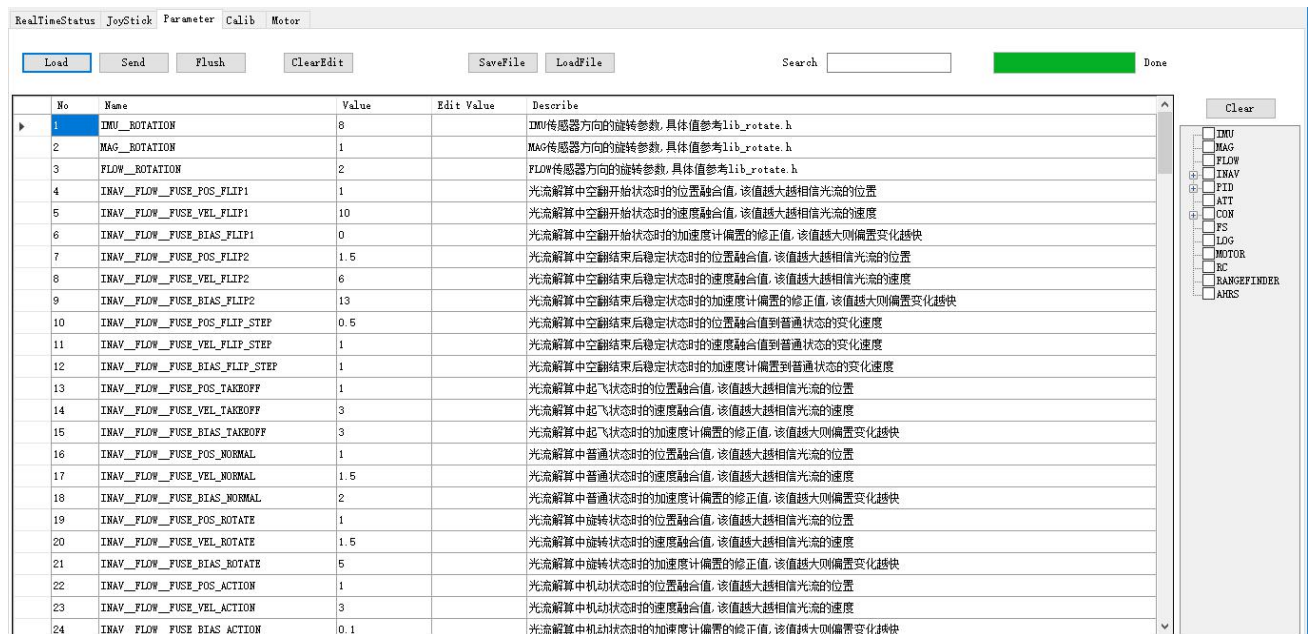 RealTimeStatus JoyStick Parameter Calib Motor
Load Send Flush ClearEdit SaveFile LoadFile Search Done
No Name Value Edit Value Describe
1 IMU__ROTATION 8 IMU传感器方向的旋转参数,具体值参考lib_rotate.h
2 MAG__ROTATION 1 MAG传感器方向的旋转参数,具体值参考lib_rotate.h
3 FLOW__ROTATION 2 FLOW传感器方向的旋转参数,具体值参考lib_rotate.h
4 INAV__FLOW__FUSE_POS_FLIP1 1 光流解算中空翻开始状态时的位置融合值,该值越大越相信光流的位置
5 INAV__FLOW__FUSE_VEL_FLIP1 10 光流解算中空翻开始状态时的速度融合值,该值越大越相信光流的速度
6 INAV__FLOW__FUSE_BIAS_FLIP1 0 光流解算中空翻开始状态时的加速度计偏置的修正值,该值越大则偏置变化越快
7 INAV__FLOW__FUSE_POS_FLIP2 1.5 光流解算中空翻结束后稳定状态时的位置融合值,该值越大越相信光流的位置
8 INAV__FLOW__FUSE_VEL_FLIP2 6 光流解算中空翻结束后稳定状态时的速度融合值,该值越大越相信光流的速度
9 INAV__FLOW__FUSE_BIAS_FLIP2 13 光流解算中空翻结束后稳定状态时的加速度计偏置的修正值,该值越大则偏置变化越快
10 INAV__FLOW__FUSE_POS_FLIP_STEP 0.5 光流解算中空翻结束后稳定状态时的位置融合值到普通状态的变化速度
11 INAV__FLOW__FUSE_VEL_FLIP_STEP 1 光流解算中空翻结束后稳定状态时的速度融合值到普通状态的变化速度
12 INAV__FLOW__FUSE_BIAS_FLIP_STEP 1 光流解算中空翻结束后稳定状态时的加速度计偏置到普通状态的变化速度
13 INAV__FLOW__FUSE_POS_TAKEOFF 1 光流解算中起飞状态时的位置融合值,该值越大越相信光流的位置
14 INAV__FLOW__FUSE_VEL_TAKEOFF 3 光流解算中起飞状态时的速度融合值,该值越大越相信光流的速度
15 INAV__FLOW__FUSE_BIAS_TAKEOFF 3 光流解算中起飞状态时的加速度计偏置的修正值,该值越大则偏置变化越快
16 INAV__FLOW__FUSE_POS_NORMAL 1 光流解算中普通状态时的位置融合值,该值越大越相信光流的位置
17 INAV__FLOW__FUSE_VEL_NORMAL 1.5 光流解算中普通状态时的速度融合值,该值越大越相信光流的速度
18 INAV__FLOW__FUSE_BIAS_NORMAL 2 光流解算中普通状态时的加速度计偏置的修正值,该值越大则偏置变化越快
19 INAV__FLOW__FUSE_POS_ROTATE 1 光流解算中旋转状态时的位置融合值,该值越大越相信光流的位置
20 INAV__FLOW__FUSE_VEL_ROTATE 1.5 光流解算中旋转状态时的速度融合值,该值越大越相信光流的速度
21 INAV__FLOW__FUSE_BIAS_ROTATE 5 光流解算中旋转状态时的加速度计偏置的修正值,该值越大则偏置变化越快
22 INAV__FLOW__FUSE_POS_ACTION 1 光流解算中机动状态时的位置融合值,该值越大越相信光流的位置
23 INAV__FLOW__FUSE_VEL_ACTION 3 光流解算中机动状态时的速度融合值,该值越大越相信光流的速度
24 INAV__FLOW__FUSE_BIAS_ACTION 0.1 光流解算中机动状态时的加速度计偏置的修正值,该值越大则偏置变化越快
Clear
IMU
MAG
FLOW
INAV
PID
ATT
CON
FS
LOG
MOTOR
RC
RANGEFINDER
AHRS